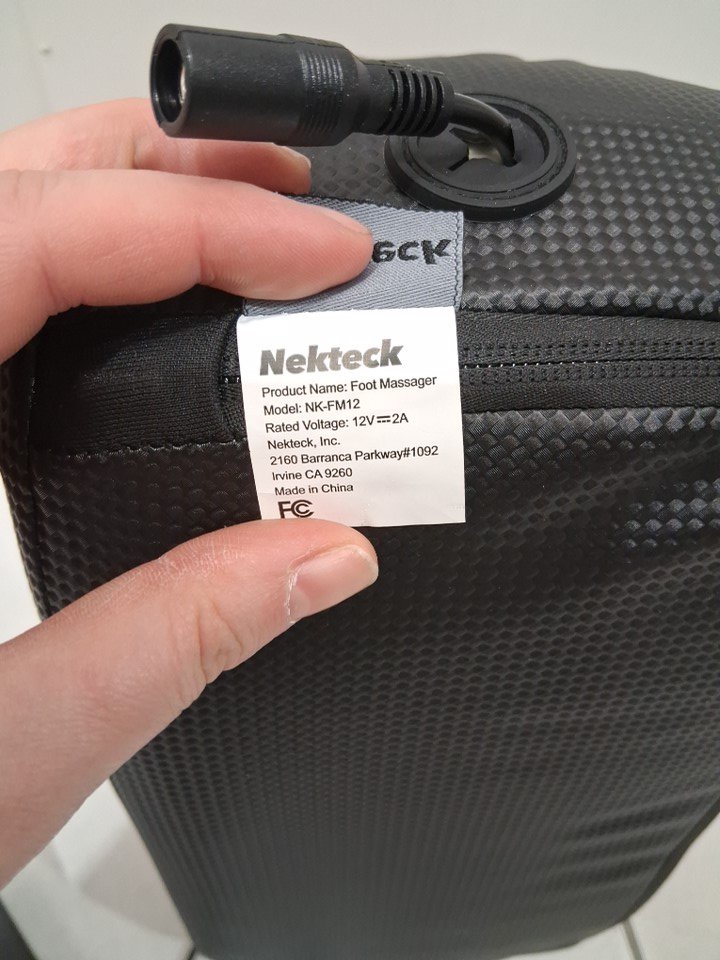 eck
Nekteck
Product Name: Foot Massager
Model: NK-FM12
Rated Voltage: 12V⎓2A
Nekteck, Inc.
2160 Barranca Parkway#1092
Irvine CA 9260
Made in China
FC